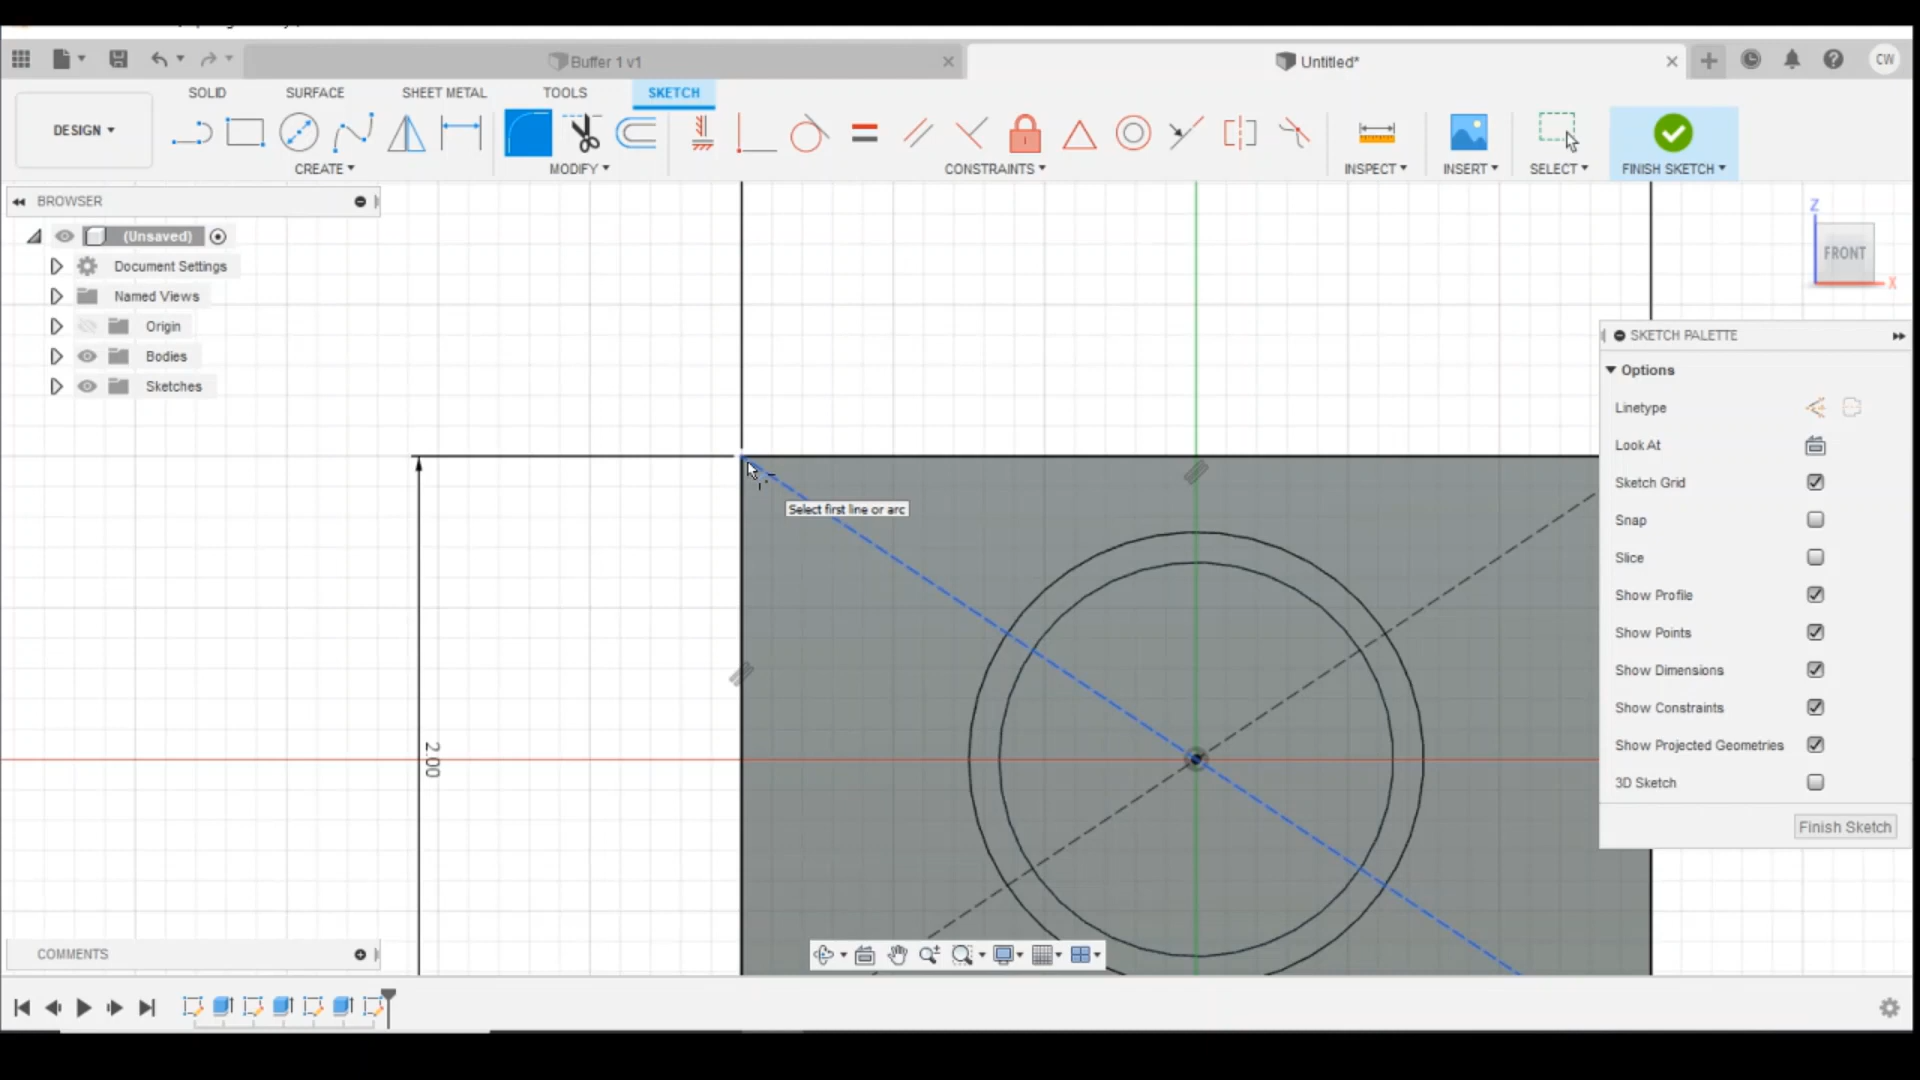 Buffer 1 v1
Untitled*
CW
SOLID
SURFACE
SHEET METAL
TOOLS
SKETCH
DESIGN
CREATE
MODIFY
CONSTRAINTS
INSPECT
INSERT
SELECT
FINISH SKETCH
BROWSER
(Unsaved)
Document Settings
Named Views
Origin
Bodies
Sketches
Z
FRONT
X
SKETCH PALETTE
Options
Linetype
Look At
Sketch Grid
Snap
Slice
Show Profile
Show Points
Show Dimensions
Show Constraints
Show Projected Geometries
3D Sketch
Finish Sketch
Select first line or arc
2.00
COMMENTS